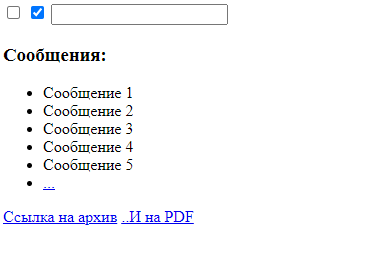 Сообщения:
Сообщение 1
Сообщение 2
Сообщение 3
Сообщение 4
Сообщение 5
...
Ссылка на архив ..И на PDF